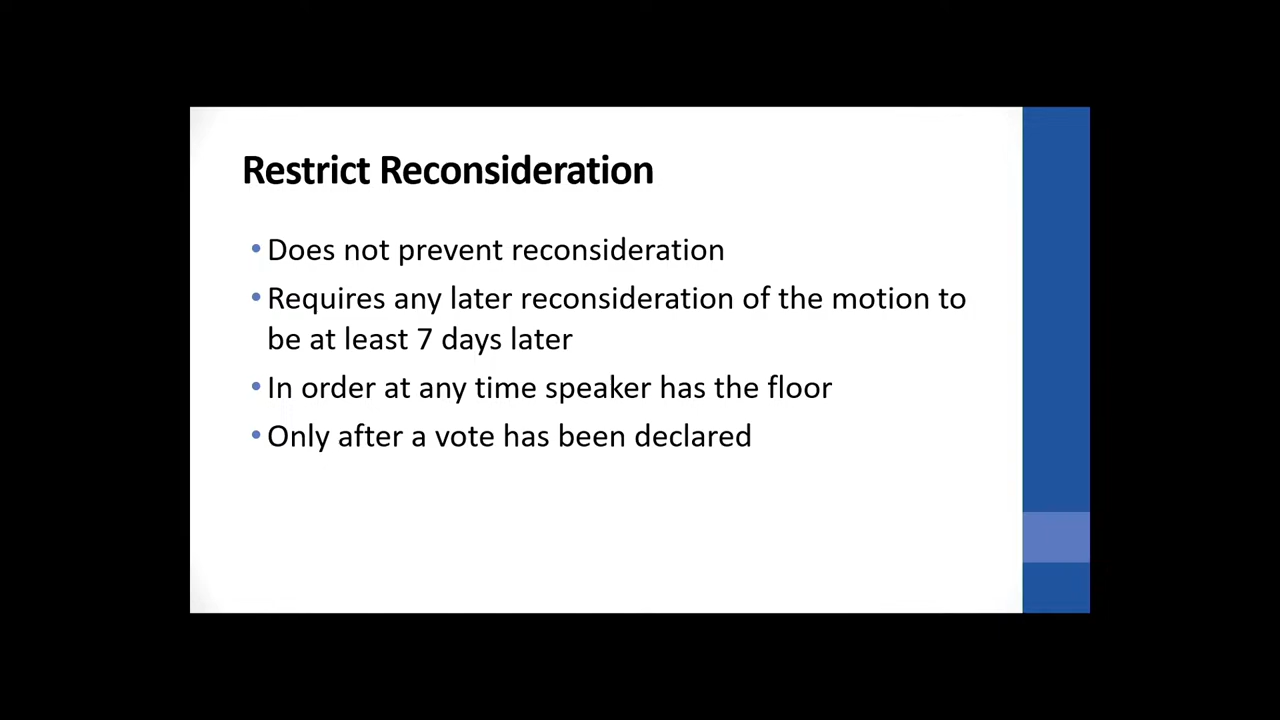 Restrict Reconsideration
• Does not prevent reconsideration
• Requires any later reconsideration of the motion to
be at least 7 days later
• In order at any time speaker has the floor
• Only after a vote has been declared